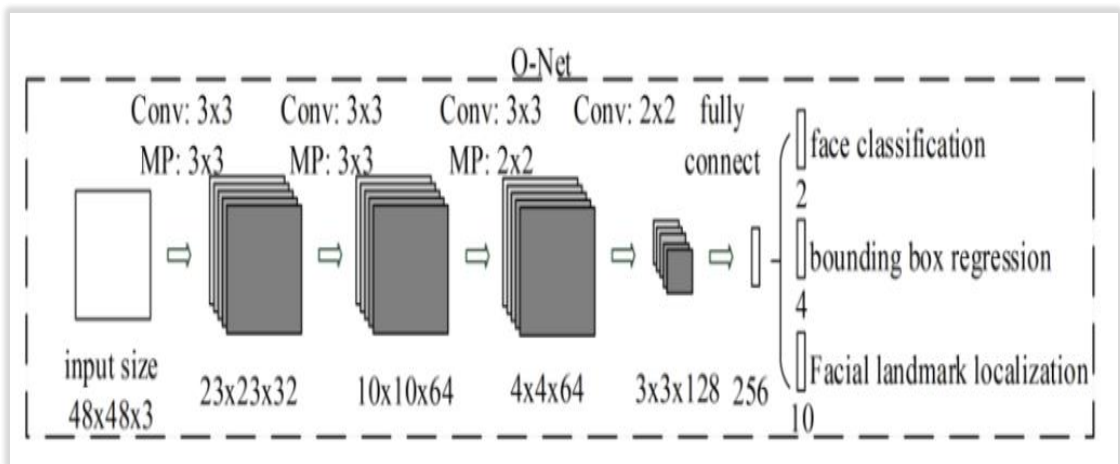 O-Net
Conv: 3x3 Conv: 3x3 Conv: 3x3 Conv: 2x2 fully
MP: 3x3 MP: 3x3 MP: 2x2 connect
face classification
2
bounding box regression
4
Facial landmark localization
10
input size
48x48x3
23x23x32
10x10x64
4x4x64
3x3x128
256